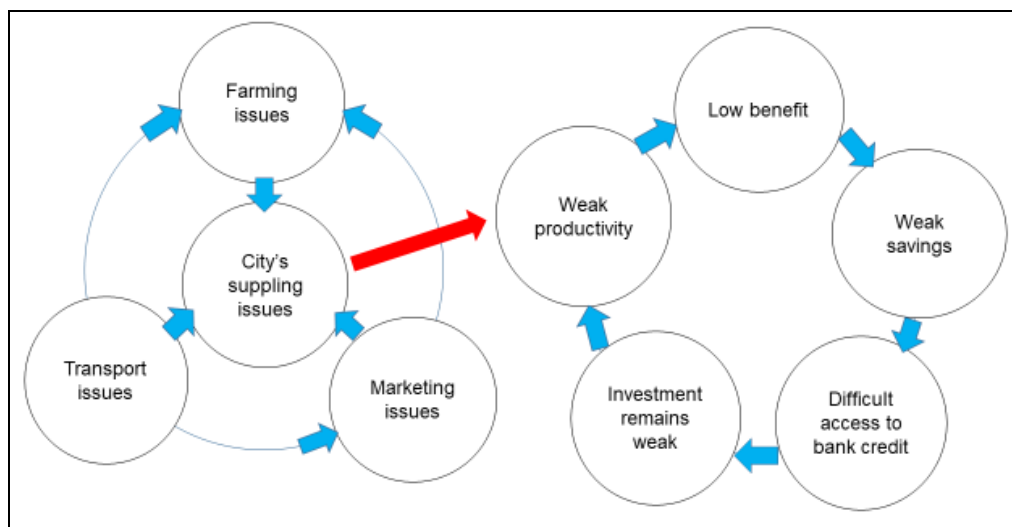 Farming
issues
City's
suppling
issues
Transport
issues
Marketing
issues
Low benefit
Weak
productivity
Weak
savings
Investment
remains
weak
Difficult
access to
bank credit